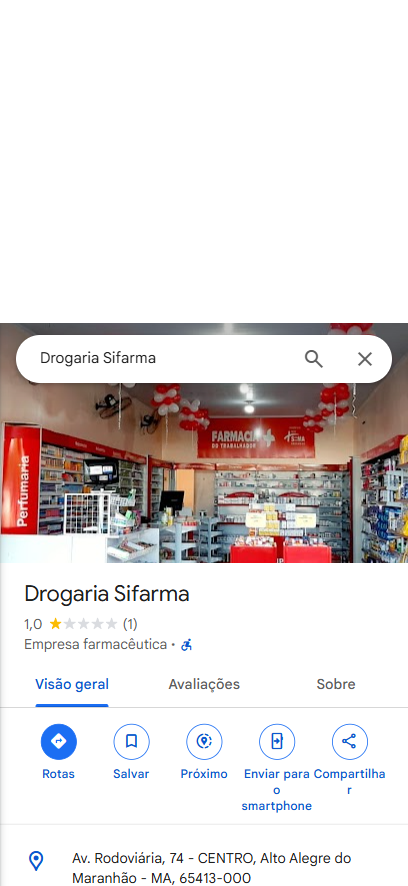 Drogaria Sifarma
FARMACIA
DO TRABALHADOR
Perfumaria
Drogaria Sifarma
1,0 (1)
Empresa farmacêutica •
Visão geral
Avaliações
Sobre
Rotas
Salvar
Próximo
Enviar para o smartphone
Compartilhar
Av. Rodoviária, 74 - CENTRO, Alto Alegre do
Maranhão - MA, 65413-000